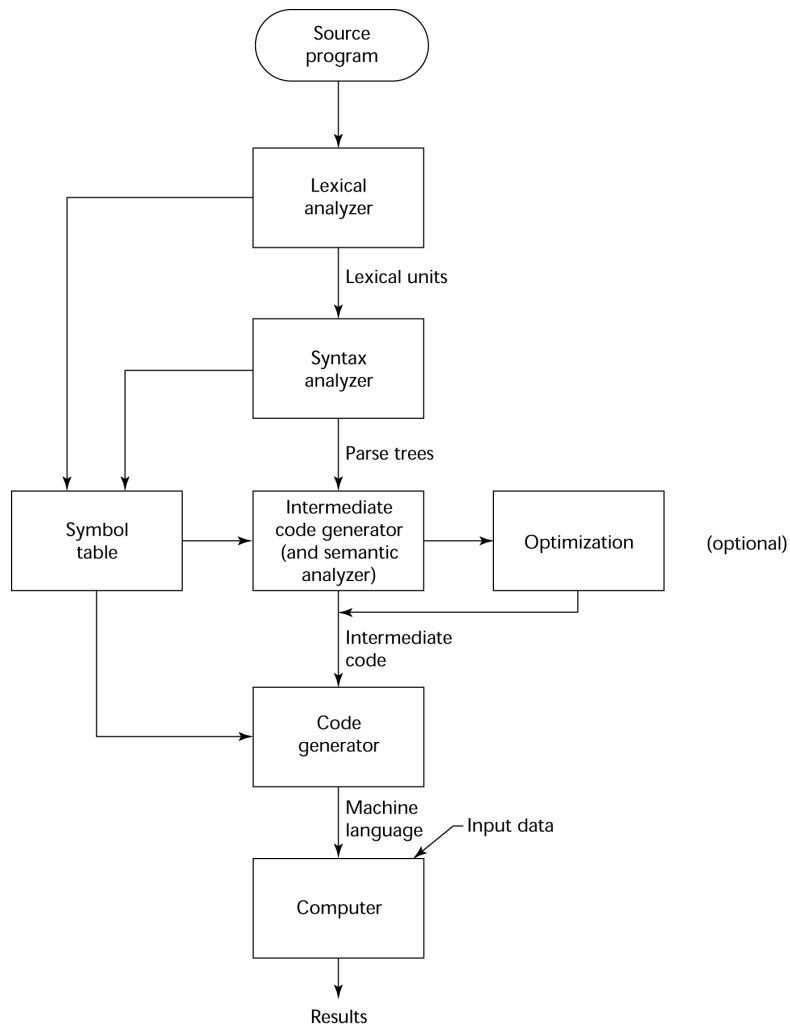 Source
program
Lexical
analyzer
Lexical units
Syntax
analyzer
Parse trees
Symbol
table
Intermediate
code generator
(and semantic
analyzer)
Optimization
(optional)
Intermediate
code
Code
generator
Machine
language
Input data
Computer
Results